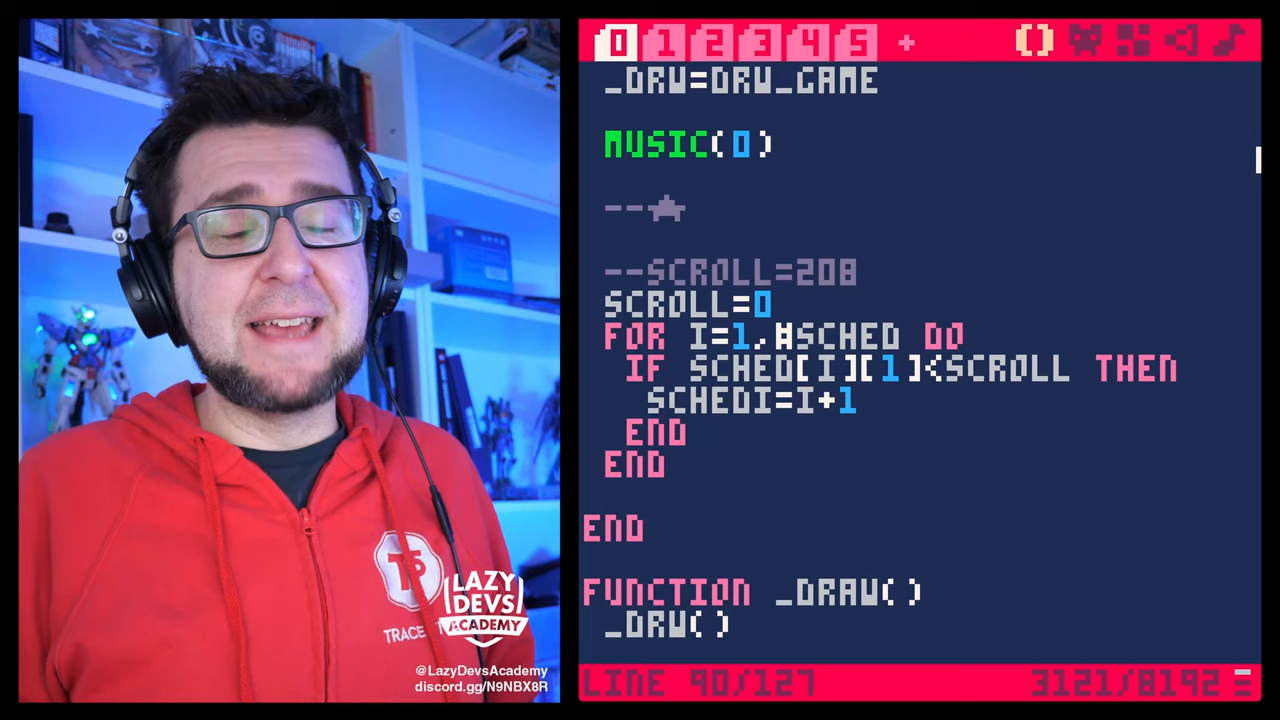 LAZY
DEVS
ACADEMY
TRACE
@LazyDevsAcademy
discord.gg/N9NBX8R
0 1 2 3 4 5 +
_DRW=DRW_GAME
MUSIC(0)
--
--SCROLL=208
SCROLL=0
FOR I=1,#SCHED DO
IF SCHED[I][1]<SCROLL THEN
SCHEDI=I+1
END
END
END
FUNCTION _DRAW()
_DRW()
LINE 90/127
3121/8192